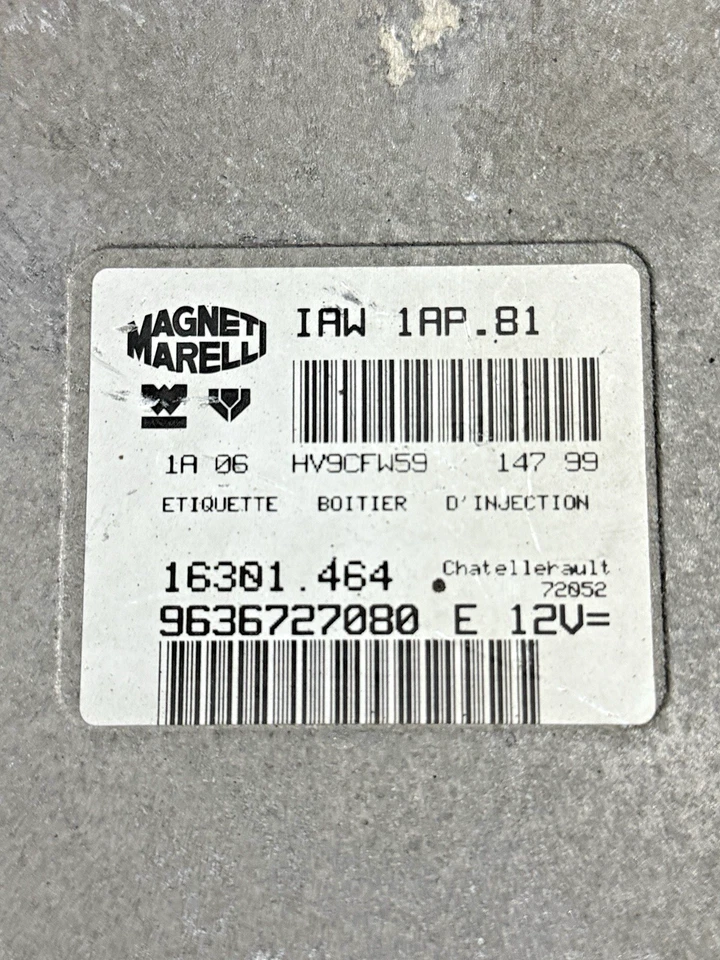 MAGNETI
MARELLI
IAW 1AP.81
1A 06 HV9CFW59 147 99
ETIQUETTE BOITIER D'INJECTION
16301.464
Chatellerault
72052
9636727080 E 12V=